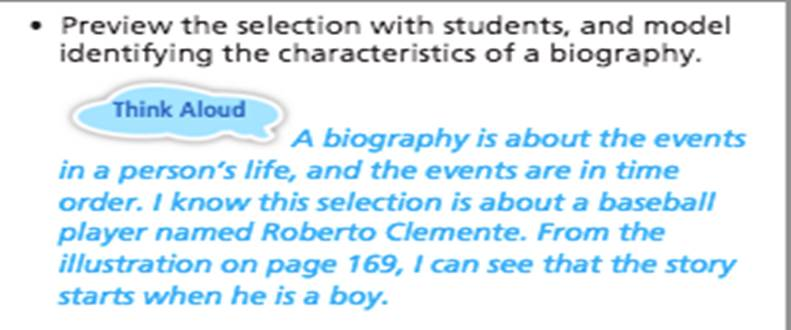 • Preview the selection with students, and model
identifying the characteristics of a biography.
Think Aloud
A biography is about the events
in a person's life, and the events are in time
order. I know this selection is about a baseball
player named Roberto Clemente. From the
illustration on page 169, I can see that the story
starts when he is a boy.